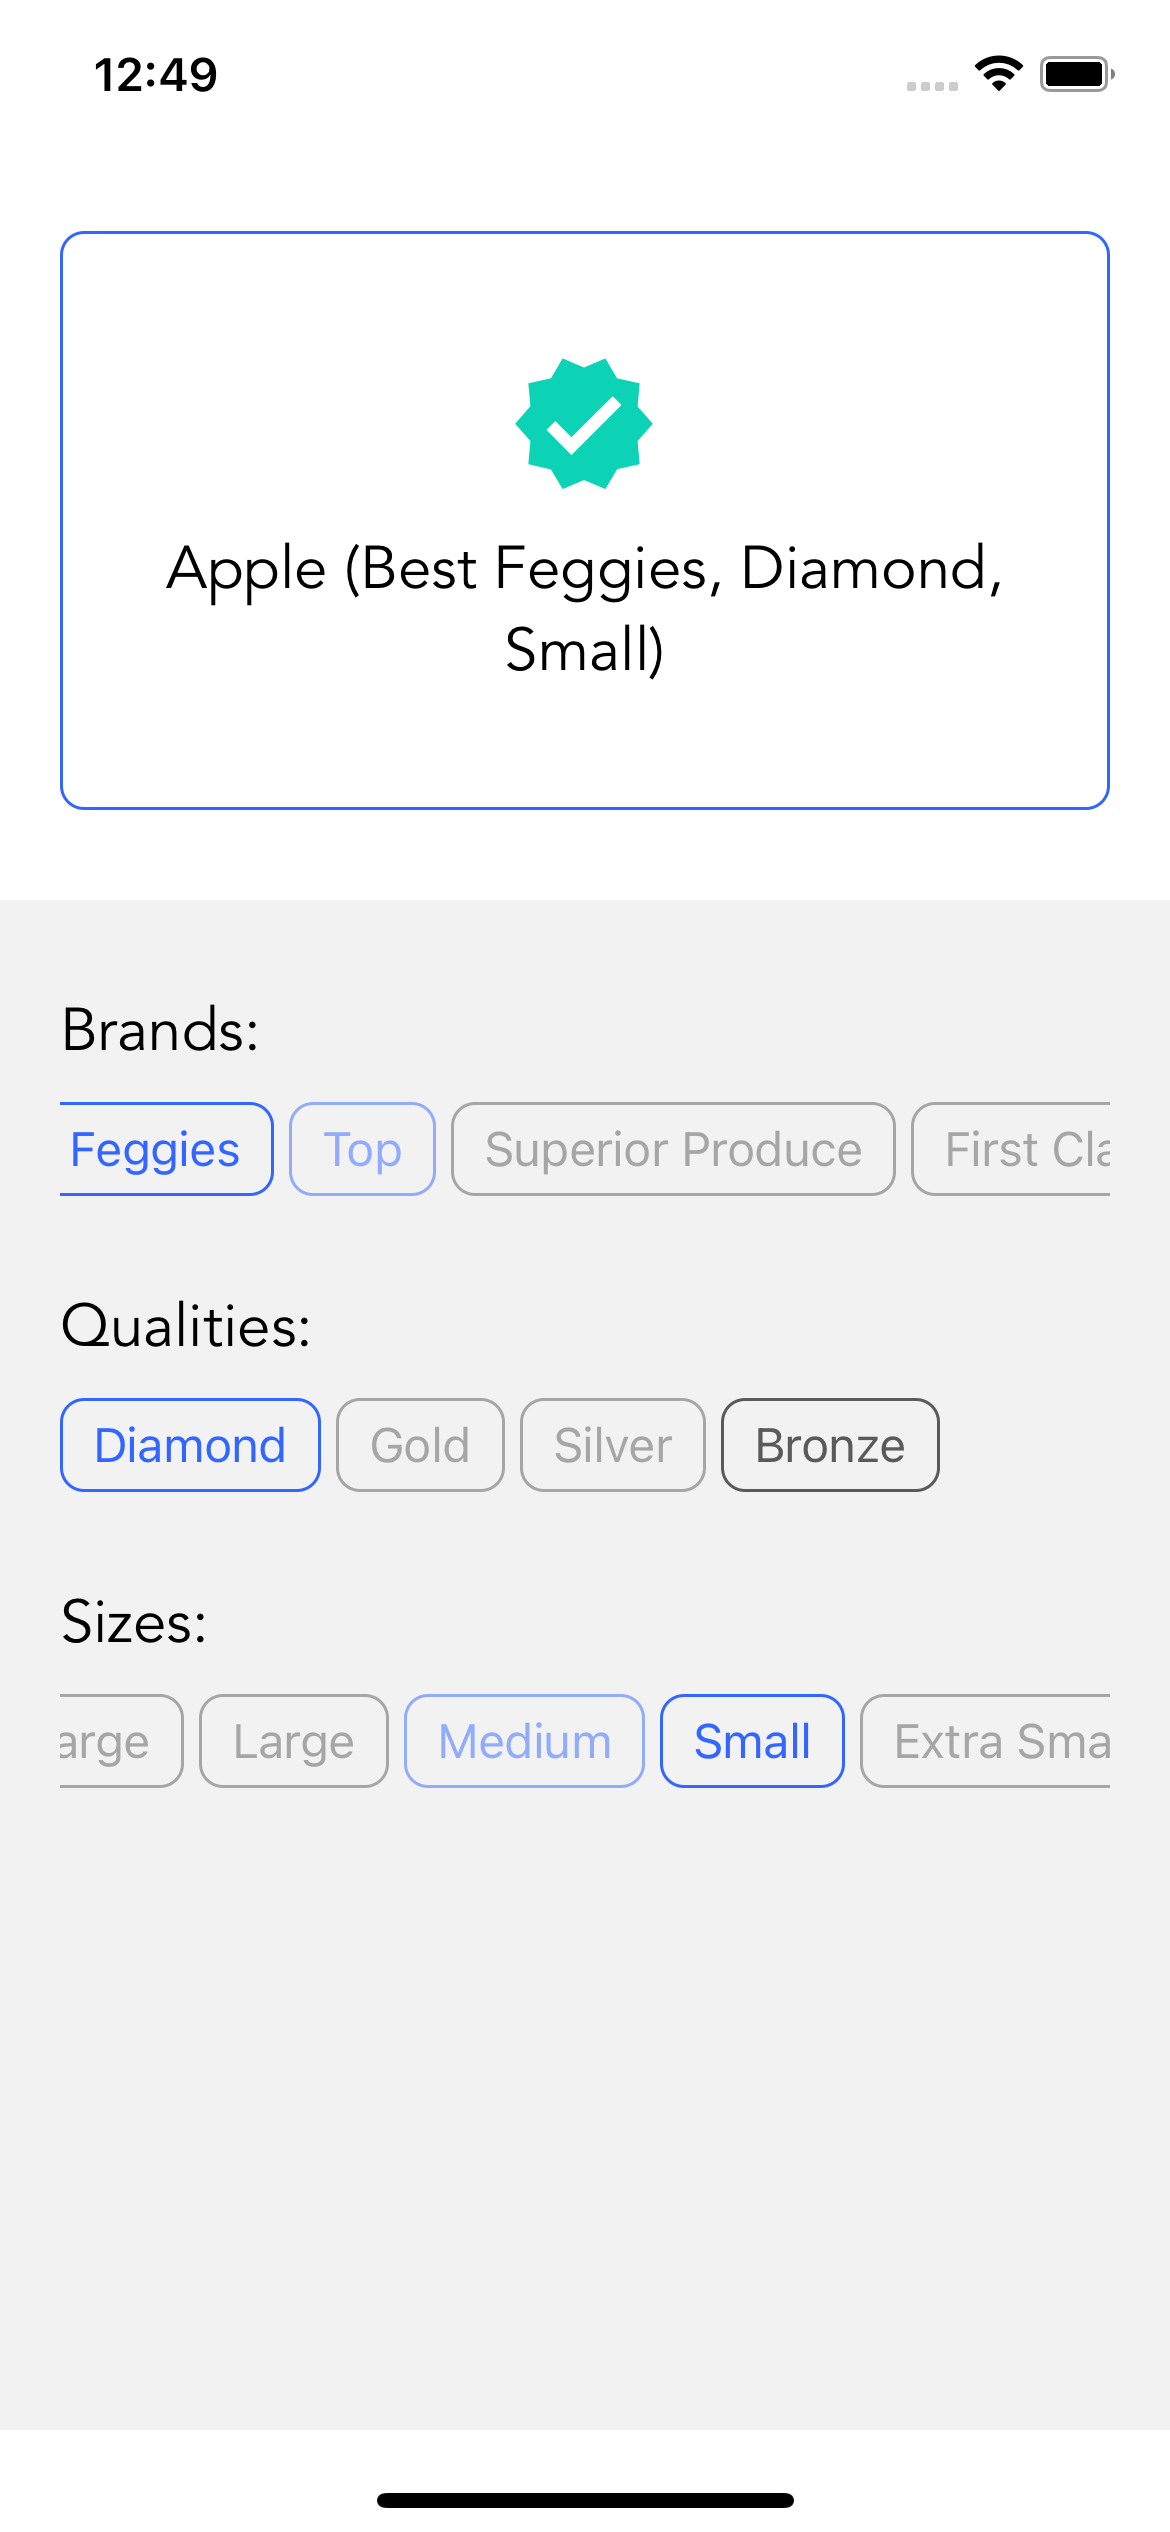 12:49
Apple (Best Feggies, Diamond,
Small)
Brands:
Feggies Top Superior Produce First Cla
Qualities:
Diamond Gold Silver Bronze
Sizes:
arge Large Medium Small Extra Sma